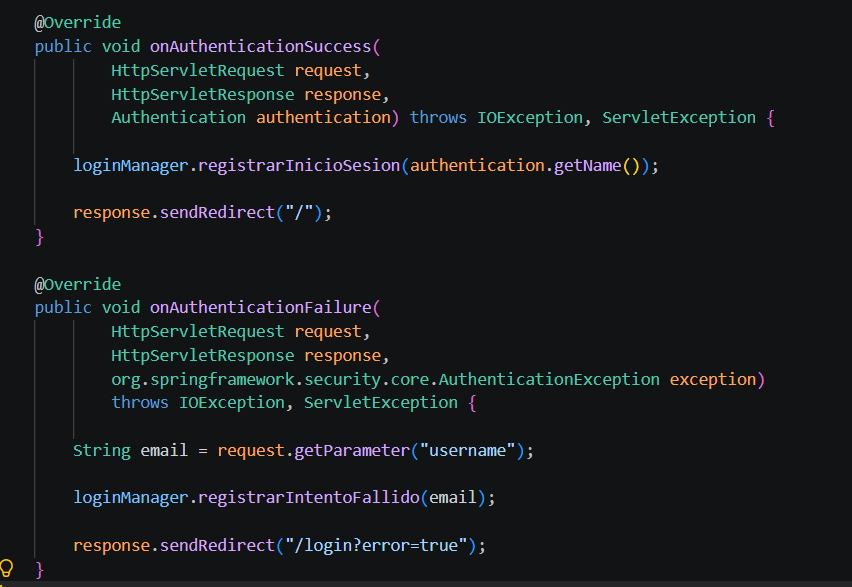 @Override
public void onAuthenticationSuccess(
HttpServletRequest request,
HttpServletResponse response,
Authentication authentication) throws IOException, ServletException {
loginManager.registrarInicioSesion(authentication.getName());
response.sendRedirect("/");
}
@Override
public void onAuthenticationFailure(
HttpServletRequest request,
HttpServletResponse response,
org.springframework.security.core.AuthenticationException exception)
throws IOException, ServletException {
String email = request.getParameter("username");
loginManager.registrarIntentoFallido(email);
response.sendRedirect("/login?error=true");
}